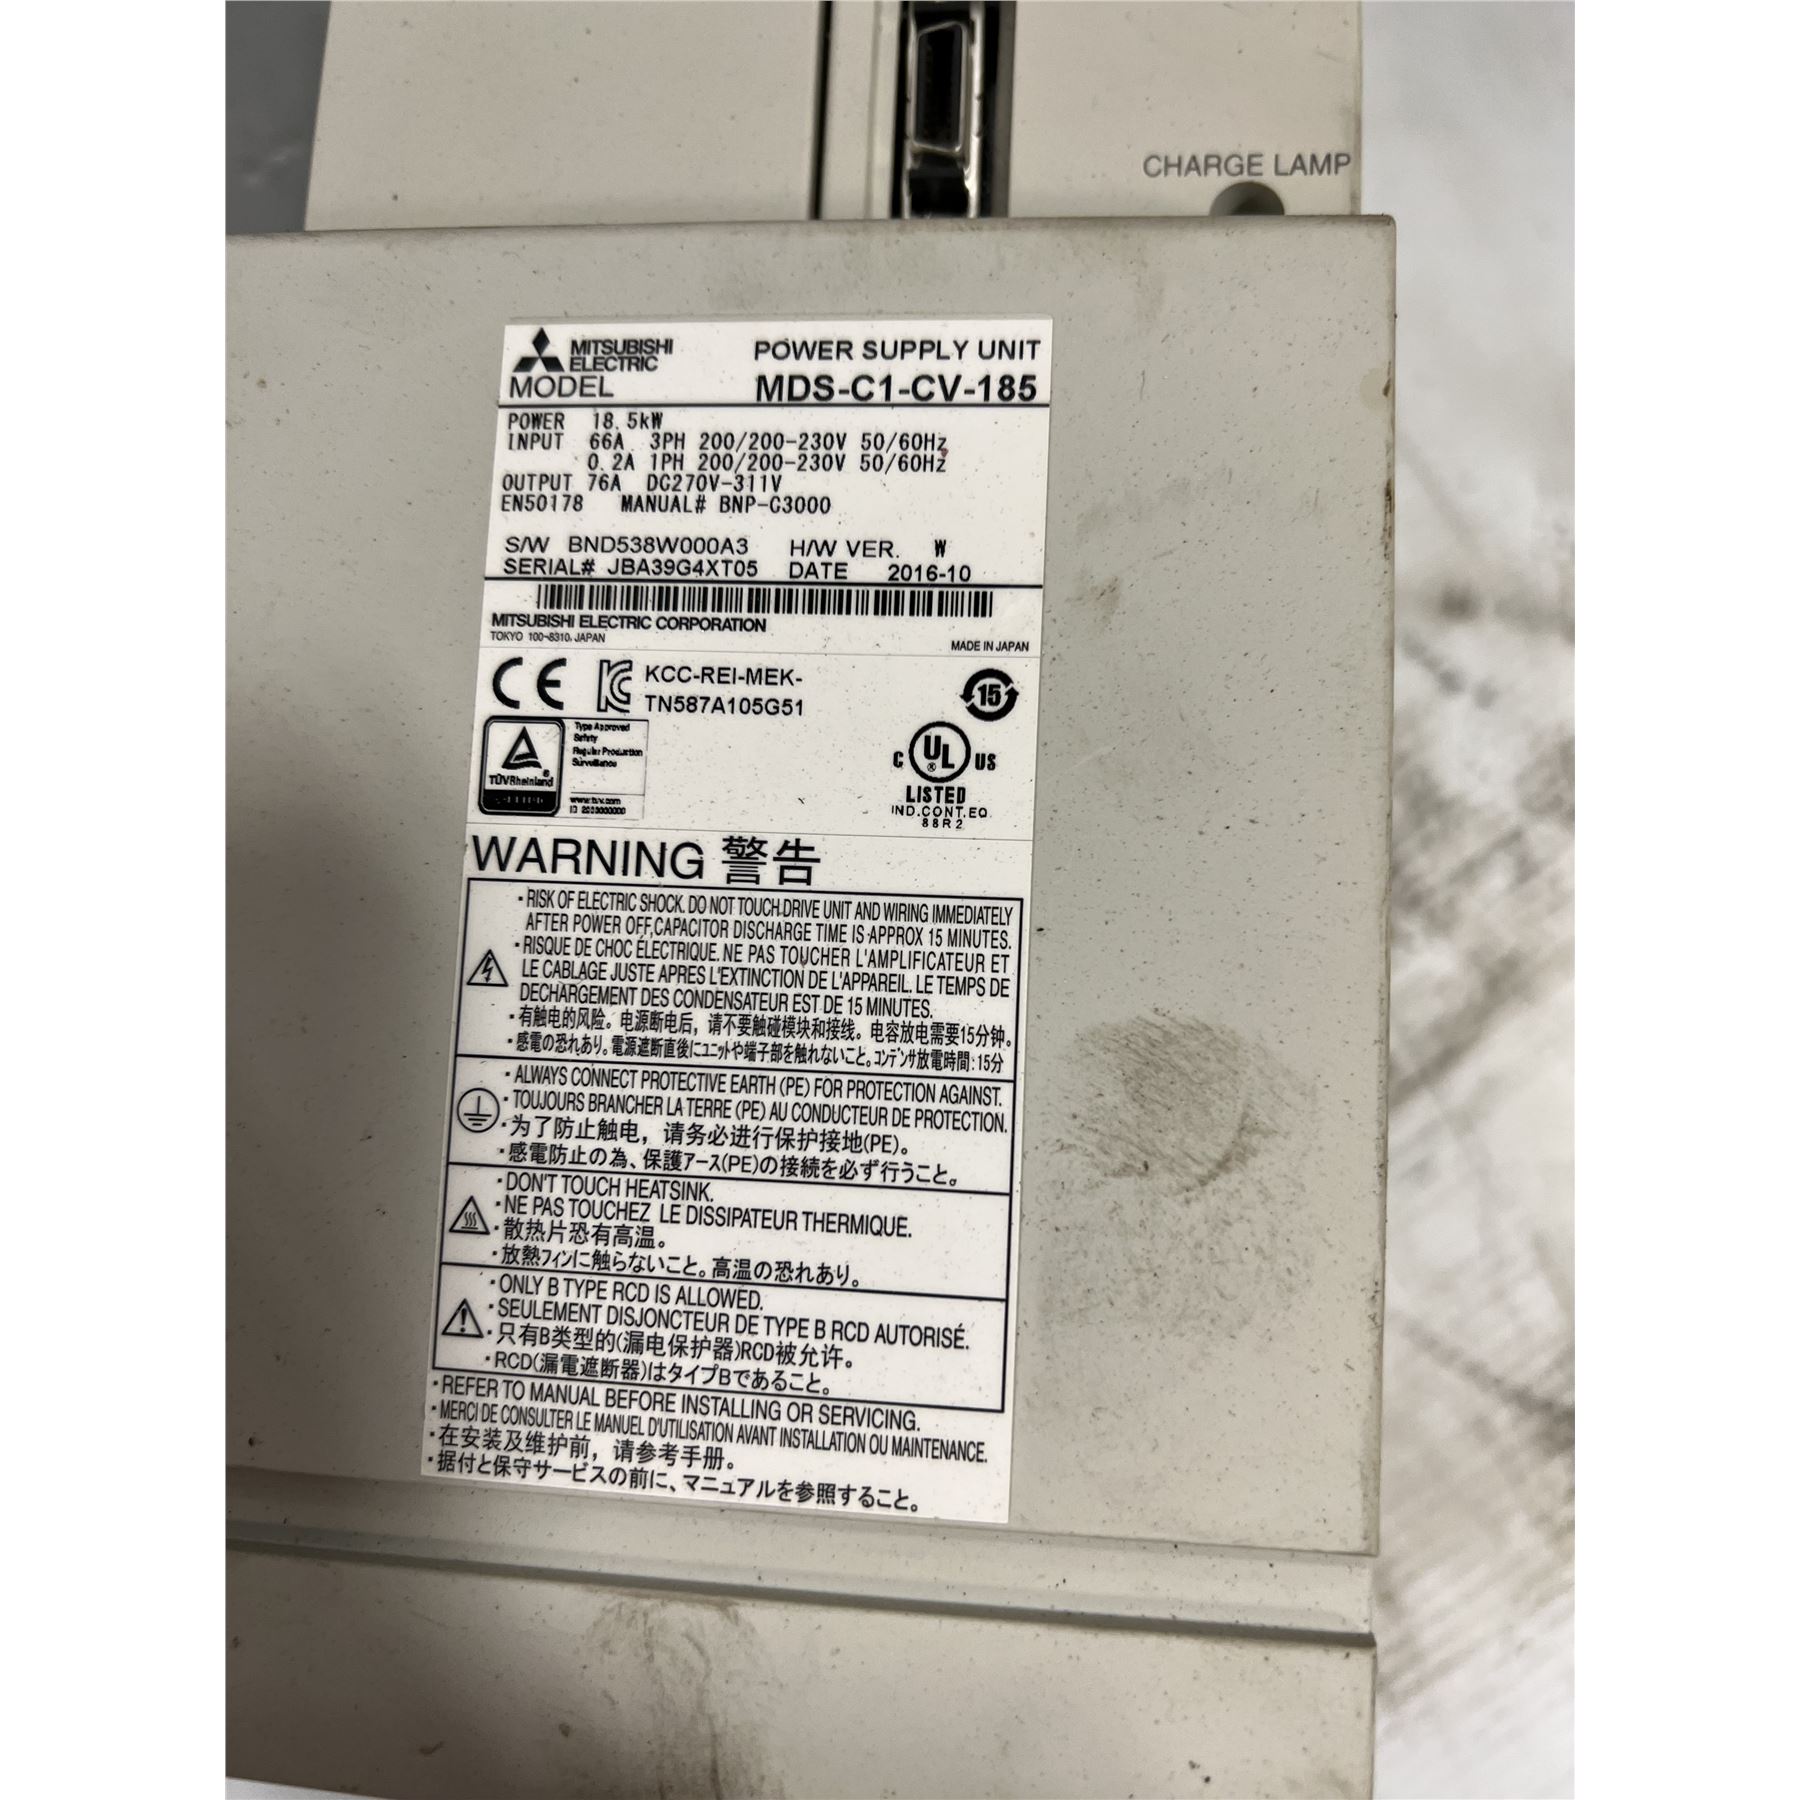 CHARGE LAMP
MITSUBISHI
ELECTRIC
POWER SUPPLY UNIT
MODEL MDS-C1-CV-185
POWER 18.5kW
INPUT 66A 3PH 200/200-230V 50/60Hz
0.2A 1PH 200/200-230V 50/60Hz
OUTPUT 76A DC270V-311V
EN50178 MANUAL# BNP-C3000
S/W BND538W000A3 H/W VER. W
SERIAL# JBA39G4XT05 DATE 2016-10
MITSUBISHI ELECTRIC CORPORATION
TOKYO 100-8310, JAPAN
MADE IN JAPAN
CE KCC-REI-MEK-
TN587A105G51
15
Type Approved
Safety
Regular Production
Surveillance
TÜVRheinland
www.tuv.com
C UL US
®
LISTED
IND.CONT.EQ.
88R2
WARNING 警告
・RISK OF ELECTRIC SHOCK. DO NOT TOUCH DRIVE UNIT AND WIRING IMMEDIATELY
AFTER POWER OFF,CAPACITOR DISCHARGE TIME IS APPROX 15 MINUTES.
・RISQUE DE CHOC ÉLECTRIQUE. NE PAS TOUCHER L'AMPLIFICATEUR ET
LE CABLAGE JUSTE APRES L'EXTINCTION DE L'APPAREIL. LE TEMPS DE
DECHARGEMENT DES CONDENSATEUR EST DE 15 MINUTES.
・有触电的风险。电源断电后，请不要触碰模块和接线。电容放电需要15分钟。
・感電の恐れあり。電源遮断直後にユニットや端子部を触れないこと。コンデンサ放電時間:15分
・ALWAYS CONNECT PROTECTIVE EARTH (PE) FOR PROTECTION AGAINST.
・TOUJOURS BRANCHER LA TERRE (PE) AU CONDUCTEUR DE PROTECTION.
・为了防止触电，请务必进行保护接地(PE)。
・感電防止の為、保護アース(PE)の接続を必ず行うこと。
・DON'T TOUCH HEATSINK.
・NE PAS TOUCHEZ LE DISSIPATEUR THERMIQUE.
・散热片恐有高温。
・放熱フィンに触らないこと。高温の恐れあり。
・ONLY B TYPE RCD IS ALLOWED.
・SEULEMENT DISJONCTEUR DE TYPE B RCD AUTORISÉ.
・只有B类型的(漏电保护器)RCD被允许。
・RCD(漏電遮断器)はタイプBであること。
・REFER TO MANUAL BEFORE INSTALLING OR SERVICING.
・MERCI DE CONSULTER LE MANUEL D'UTILISATION AVANT INSTALLATION OU MAINTENANCE.
・在安装及维护前，请参考手册。
・据付と保守サービスの前に、マニュアルを参照すること。